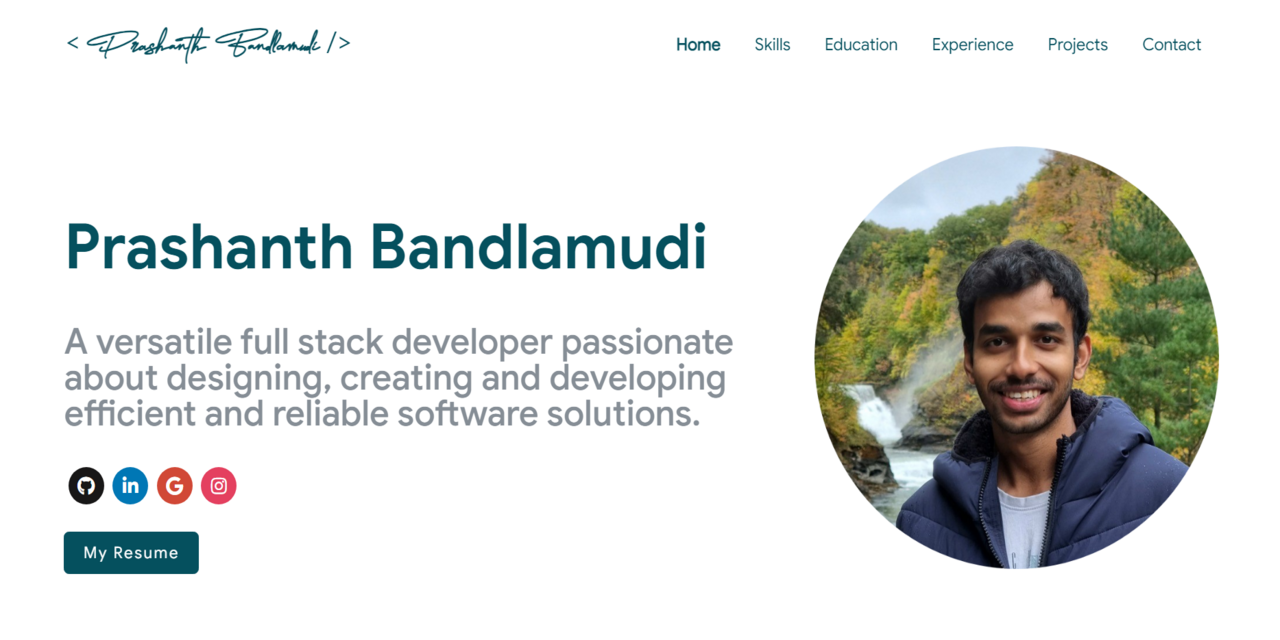 < Prashanth Bandlamudi />
Home Skills Education Experience Projects Contact
Prashanth Bandlamudi
A versatile full stack developer passionate
about designing, creating and developing
efficient and reliable software solutions.
in G
My Resume